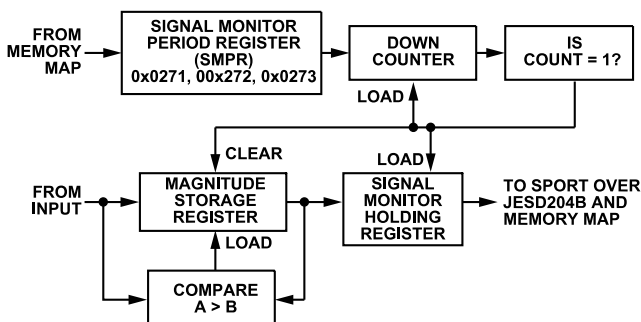 FROM
MEMORY
MAP
SIGNAL MONITOR
PERIOD REGISTER
(SMPR)
0x0271, 00x272, 0x0273
DOWN
COUNTER
IS
COUNT = 1?
LOAD
CLEAR
LOAD
FROM
INPUT
MAGNITUDE
STORAGE
REGISTER
SIGNAL
MONITOR
HOLDING
REGISTER
TO SPORT OVER
JESD204B AND
MEMORY MAP
LOAD
COMPARE
A > B